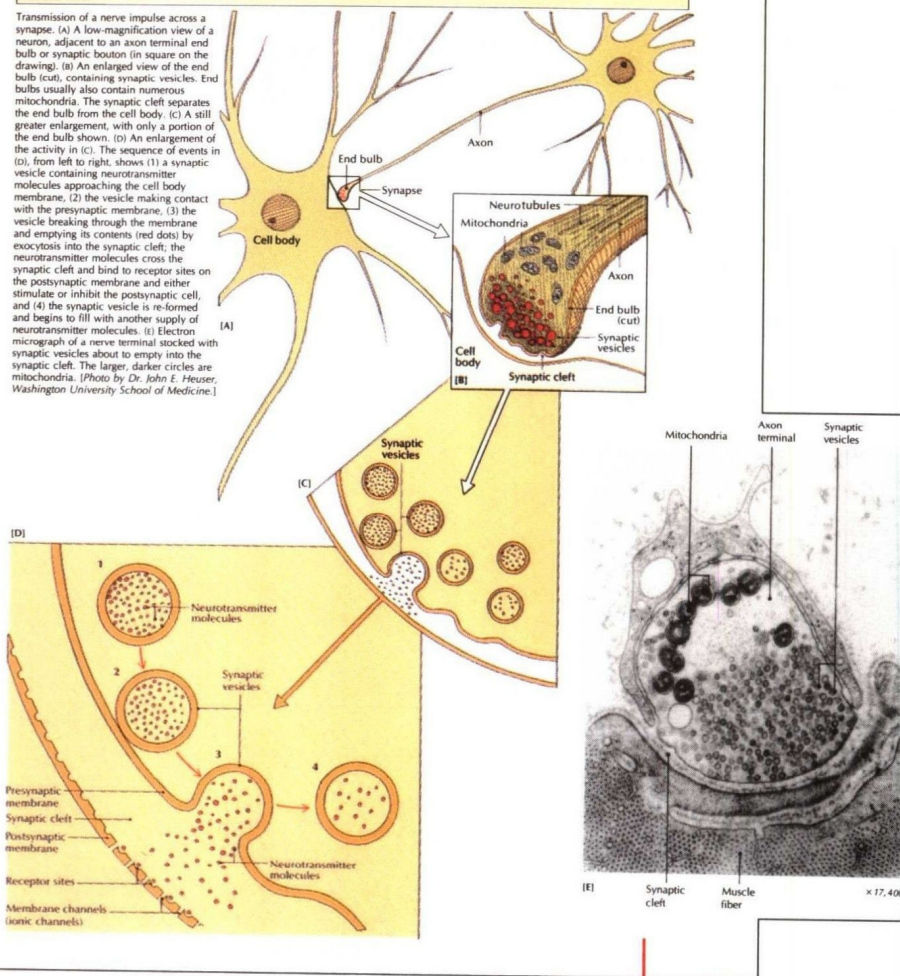 Transmission of a nerve impulse across a
synapse. (A) A low-magnification view of a
neuron, adjacent to an axon terminal end
bulb or synaptic bouton (in square on the
drawing). (B) An enlarged view of the end
bulb (cut), containing synaptic vesicles. End
bulbs usually also contain numerous
mitochondria. The synaptic cleft separates
the end bulb from the cell body. (C) A still
greater enlargement, with only a portion of
the end bulb shown. (D) An enlargement of
the activity in (C). The sequence of events in
(D), from left to right, shows (1) a synaptic
vesicle containing neurotransmitter
molecules approaching the cell body
membrane, (2) the vesicle making contact
with the presynaptic membrane, (3) the
vesicle breaking through the membrane
and emptying its contents (red dots) by
exocytosis into the synaptic cleft; the
neurotransmitter molecules cross the
synaptic cleft and bind to receptor sites on
the postsynaptic membrane and either
stimulate or inhibit the postsynaptic cell,
and (4) the synaptic vesicle is re-formed
and begins to fill with another supply of
neurotransmitter molecules. (E) Electron
micrograph of a nerve terminal stocked with
synaptic vesicles about to empty into the
synaptic cleft. The larger, darker circles are
mitochondria. [Photo by Dr. John E. Heuser,
Washington University School of Medicine.]
Axon
End bulb
Synapse
Cell body
[A]
Neurotubules
Mitochondria
Axon
End bulb
(cut)
Synaptic
vesicles
Cell
body
[B]
Synaptic cleft
Synaptic
vesicles
[C]
[D]
1
Neurotransmitter
molecules
2
Synaptic
vesicles
3
4
Presynaptic
membrane
Synaptic cleft
Postsynaptic
membrane
Receptor sites
Membrane channels
(ionic channels)
Neurotransmitter
molecules
Mitochondria
Axon
terminal
Synaptic
vesicles
[E]
Synaptic
cleft
Muscle
fiber